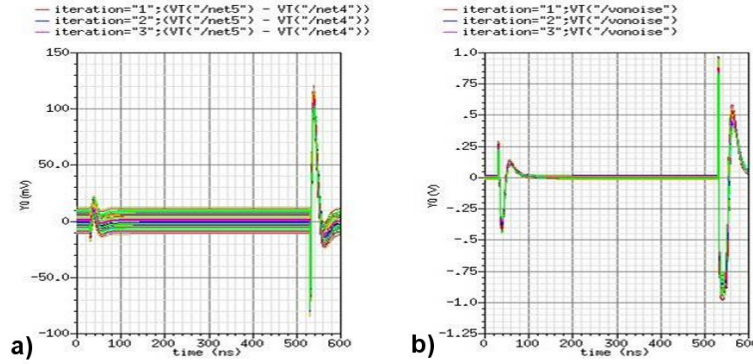 iteration="1";(VT("/net5") - VT("/net4"))
iteration="2";(VT("/net5") - VT("/net4"))
iteration="3";(VT("/net5") - VT("/net4"))
150
100
50.0
0
-50.0
-100
Y0 (mV)
0 100 200 300 400 500 600
time (ns)
a)
iteration="1";VT("/vonoise")
iteration="2";VT("/vonoise")
iteration="3";VT("/vonoise")
1.0
.75
.5
.25
0
-.25
-.5
-.75
-1.0
-1.25
Y0 (V)
0 100 200 300 400 500 600
time (ns)
b)